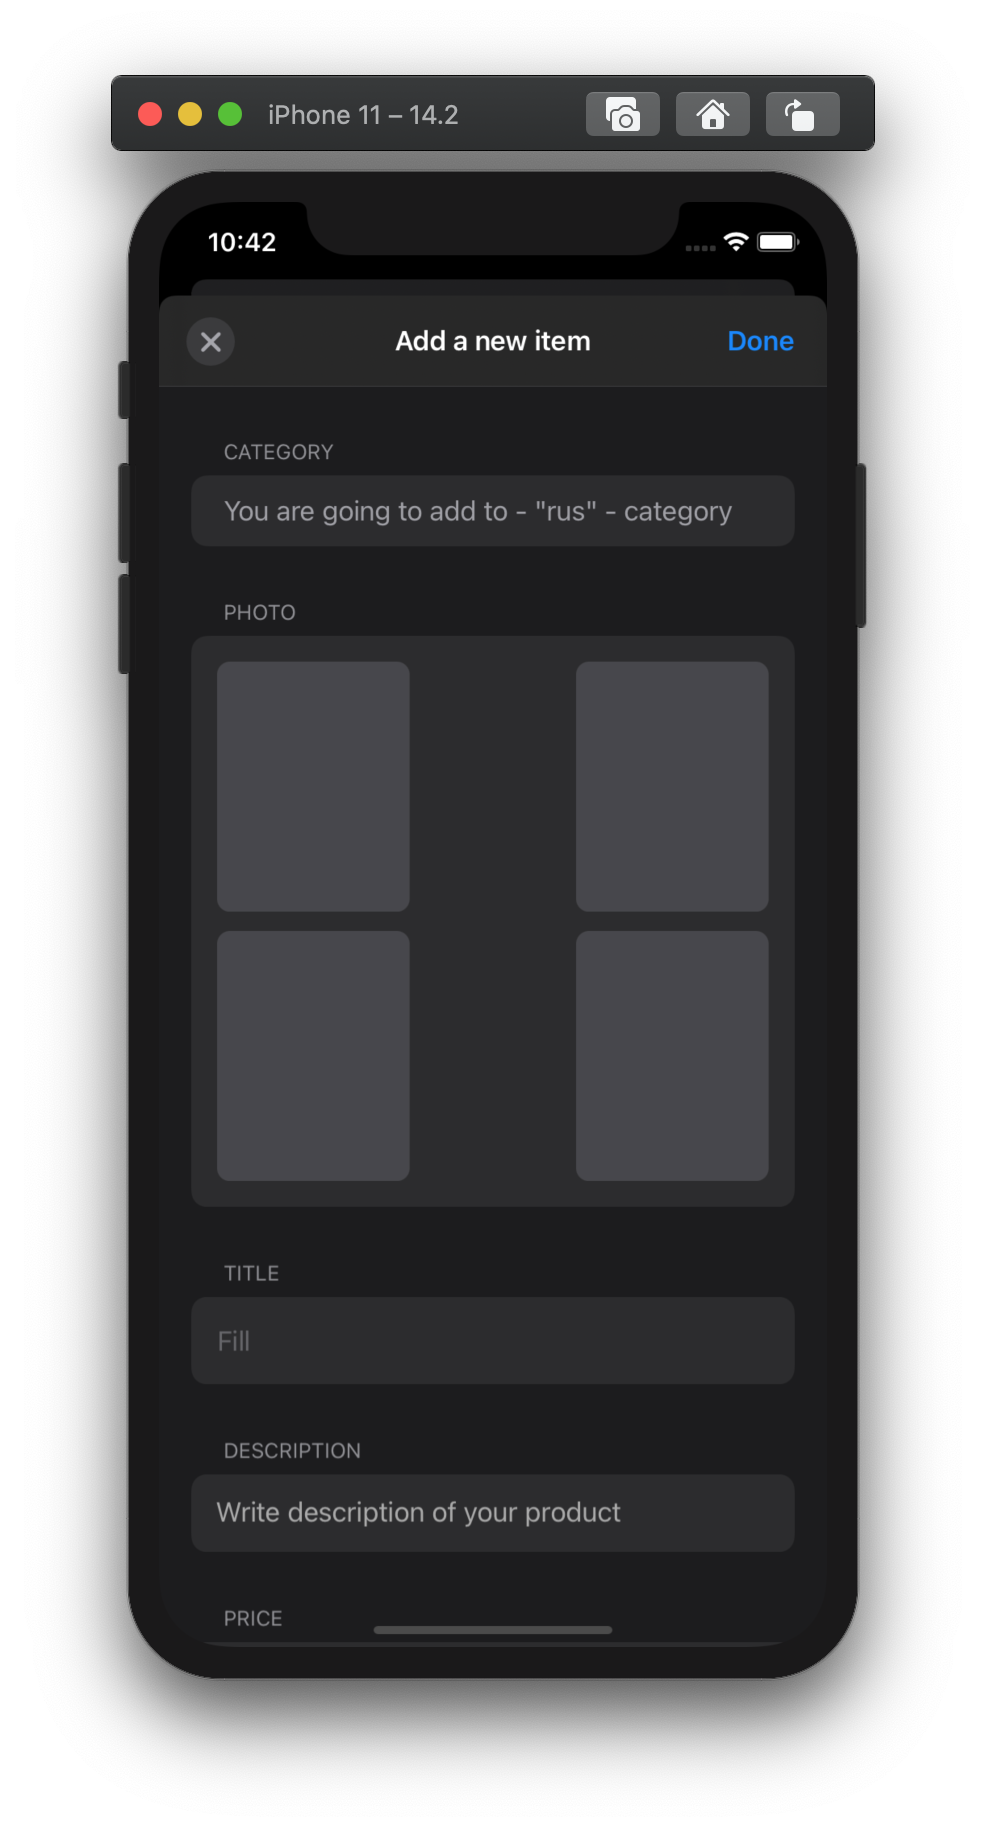 iPhone 11 – 14.2
10:42
Add a new item
Done
CATEGORY
You are going to add to - "rus" - category
PHOTO
TITLE
Fill
DESCRIPTION
Write description of your product
PRICE